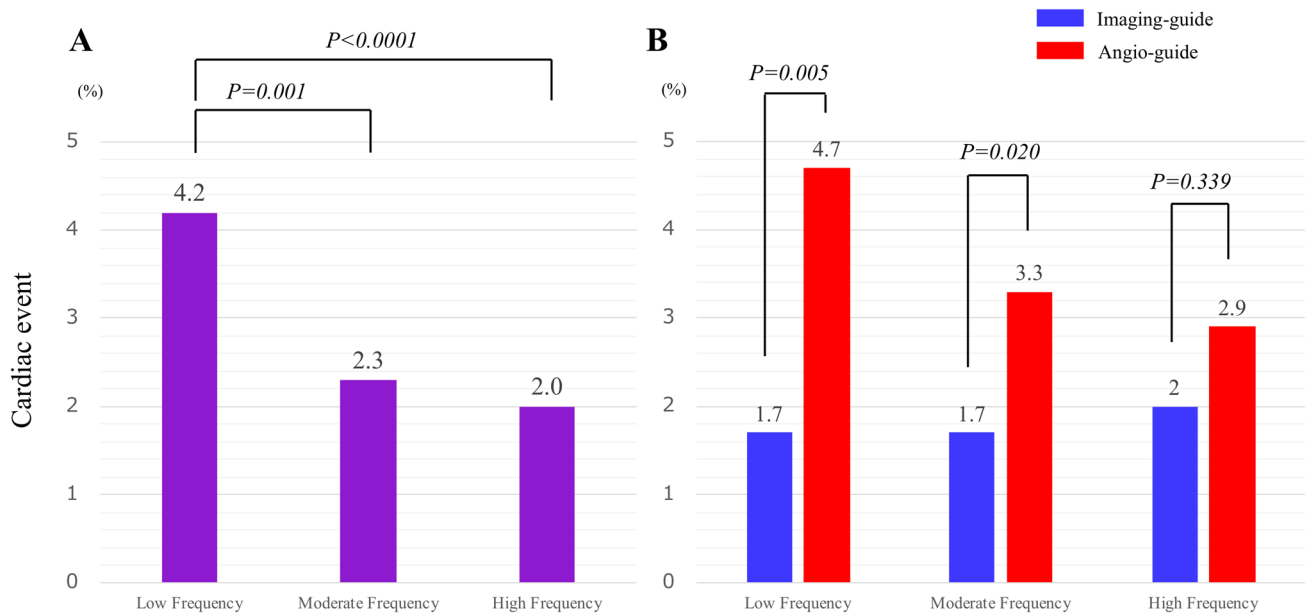 A
P<0.0001
(%)
P=0.001
5
4
3
2
1
0
4.2
2.3
2.0
Cardiac event
Low Frequency
Moderate Frequency
High Frequency
B
Imaging-guide
Angio-guide
(%)
P=0.005
P=0.020
P=0.339
5
4
3
2
1
0
1.7
4.7
1.7
3.3
2
2.9
Low Frequency
Moderate Frequency
High Frequency